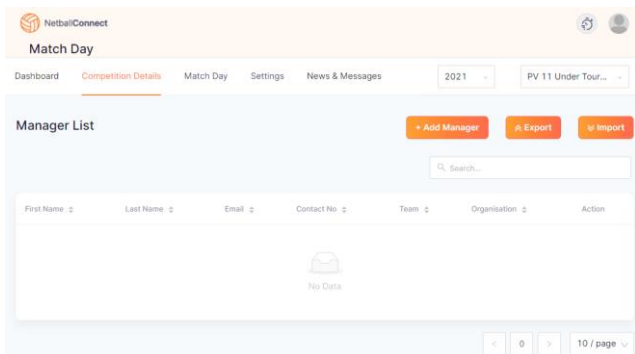 NetballConnect
Match Day
Dashboard Competition Details Match Day Settings News & Messages 2021 PV 11 Under Tour...
Manager List + Add Manager Export Import
Search...
First Name Last Name Email Contact No Team Organisation Action
No Data
< 0 > 10 / page